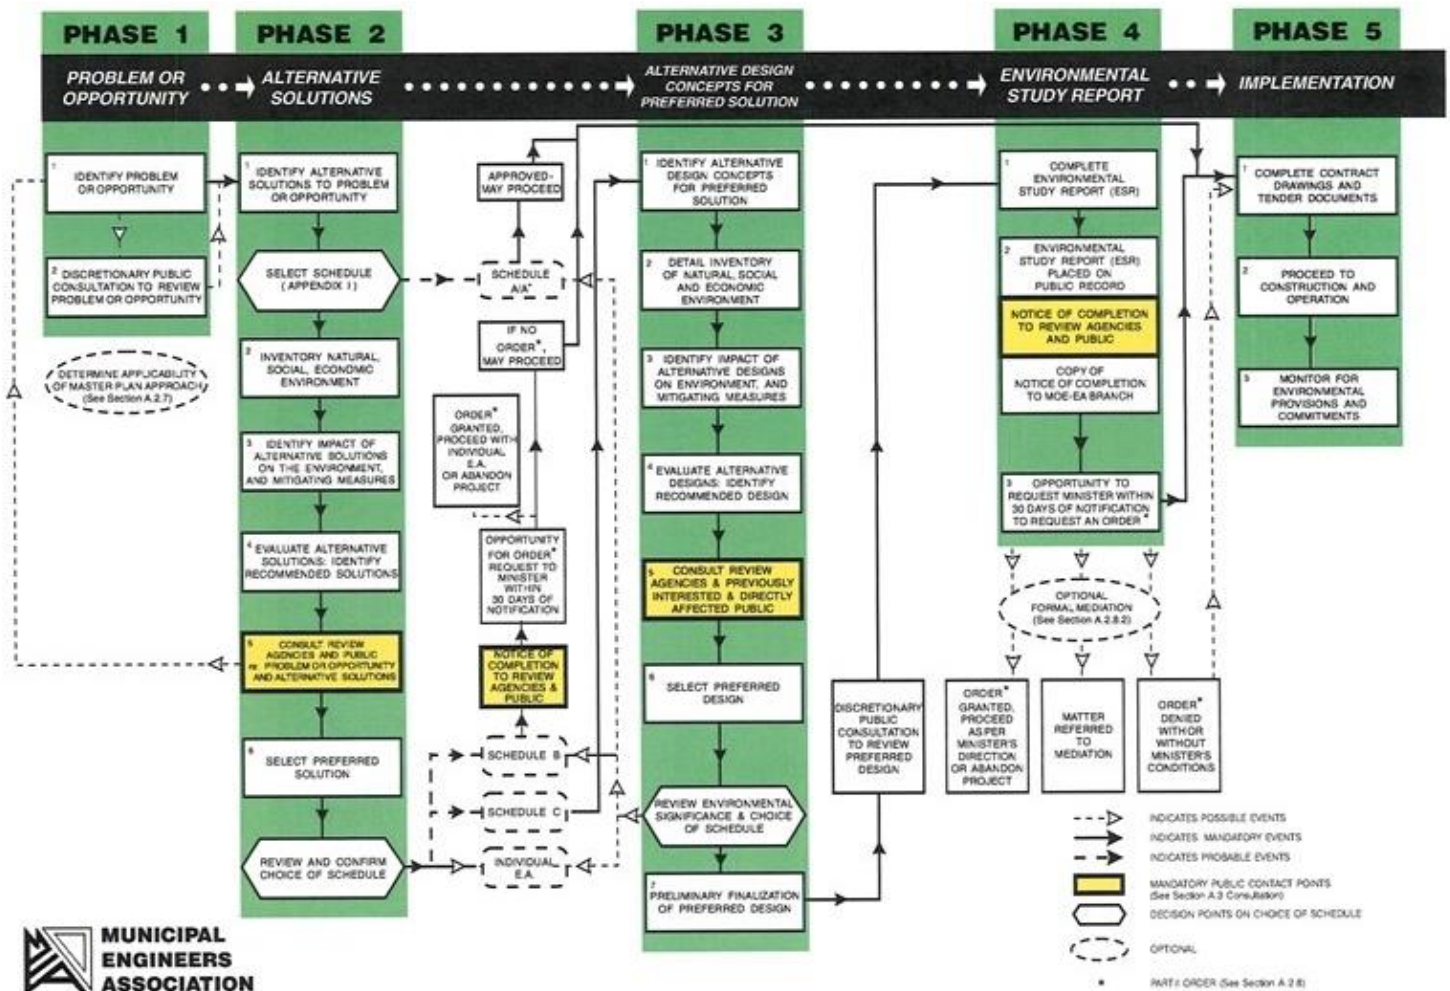 PHASE 1
PHASE 2
PHASE 3
PHASE 4
PHASE 5
PROBLEM OR
OPPORTUNITY
ALTERNATIVE
SOLUTIONS
ALTERNATIVE DESIGN
CONCEPTS FOR
PREFERRED SOLUTION
ENVIRONMENTAL
STUDY REPORT
IMPLEMENTATION
1 IDENTIFY PROBLEM
OR OPPORTUNITY
2 DISCRETIONARY PUBLIC
CONSULTATION TO REVIEW
PROBLEM OR OPPORTUNITY
DETERMINE APPLICABILITY
OF MASTER PLAN APPROACH
(See Section A.2.7)
1 IDENTIFY ALTERNATIVE
SOLUTIONS TO PROBLEM
OR OPPORTUNITY
SELECT SCHEDULE
(APPENDIX I)
2 INVENTORY NATURAL,
SOCIAL, ECONOMIC
ENVIRONMENT
3 IDENTIFY IMPACT OF
ALTERNATIVE SOLUTIONS
ON THE ENVIRONMENT,
AND MITIGATING MEASURES
4 EVALUATE ALTERNATIVE
SOLUTIONS: IDENTIFY
RECOMMENDED SOLUTIONS
5 CONSULT REVIEW
AGENCIES AND PUBLIC
re: PROBLEM OR OPPORTUNITY
AND ALTERNATIVE SOLUTIONS
6 SELECT PREFERRED
SOLUTION
REVIEW AND CONFIRM
CHOICE OF SCHEDULE
APPROVED-
MAY PROCEED
SCHEDULE
A/A+
IF NO
ORDER*,
MAY PROCEED
ORDER*
GRANTED,
PROCEED WITH
INDIVIDUAL
E.A.
OR ABANDON
PROJECT
OPPORTUNITY
FOR ORDER*
REQUEST TO
MINISTER
WITHIN
30 DAYS OF
NOTIFICATION
NOTICE OF
COMPLETION
TO REVIEW
AGENCIES &
PUBLIC
SCHEDULE B
SCHEDULE C
INDIVIDUAL
E.A.
1 IDENTIFY ALTERNATIVE
DESIGN CONCEPTS
FOR PREFERRED
SOLUTION
2 DETAIL INVENTORY
OF NATURAL, SOCIAL
AND ECONOMIC
ENVIRONMENT
3 IDENTIFY IMPACT OF
ALTERNATIVE DESIGNS
ON ENVIRONMENT, AND
MITIGATING MEASURES
4 EVALUATE ALTERNATIVE
DESIGNS: IDENTIFY
RECOMMENDED DESIGN
5 CONSULT REVIEW
AGENCIES & PREVIOUSLY
INTERESTED & DIRECTLY
AFFECTED PUBLIC
6 SELECT PREFERRED
DESIGN
REVIEW ENVIRONMENTAL
SIGNIFICANCE & CHOICE
OF SCHEDULE
7 PRELIMINARY FINALIZATION
OF PREFERRED DESIGN
DISCRETIONARY
PUBLIC
CONSULTATION
TO REVIEW
PREFERRED
DESIGN
1 COMPLETE
ENVIRONMENTAL
STUDY REPORT (ESR)
2 ENVIRONMENTAL
STUDY REPORT (ESR)
PLACED ON
PUBLIC RECORD
NOTICE OF COMPLETION
TO REVIEW AGENCIES
AND PUBLIC
COPY OF
NOTICE OF COMPLETION
TO MOE-EA BRANCH
3 OPPORTUNITY TO
REQUEST MINISTER WITHIN
30 DAYS OF NOTIFICATION
TO REQUEST AN ORDER*
OPTIONAL
FORMAL MEDIATION
(See Section A.2.8.2)
ORDER*
GRANTED,
PROCEED
AS PER
MINISTER'S
DIRECTION
OR ABANDON
PROJECT
MATTER
REFERRED
TO
MEDIATION
ORDER*
DENIED
WITH OR
WITHOUT
MINISTER'S
CONDITIONS
1 COMPLETE CONTRACT
DRAWINGS AND
TENDER DOCUMENTS
2 PROCEED TO
CONSTRUCTION AND
OPERATION
3 MONITOR FOR
ENVIRONMENTAL
PROVISIONS AND
COMMITMENTS
INDICATES POSSIBLE EVENTS
INDICATES MANDATORY EVENTS
INDICATES PROBABLE EVENTS
MANDATORY PUBLIC CONTACT POINTS
(See Section A.3 Consultation)
DECISION POINTS ON CHOICE OF SCHEDULE
OPTIONAL
* PART II ORDER (See Section A.2.8)
MUNICIPAL
ENGINEERS
ASSOCIATION